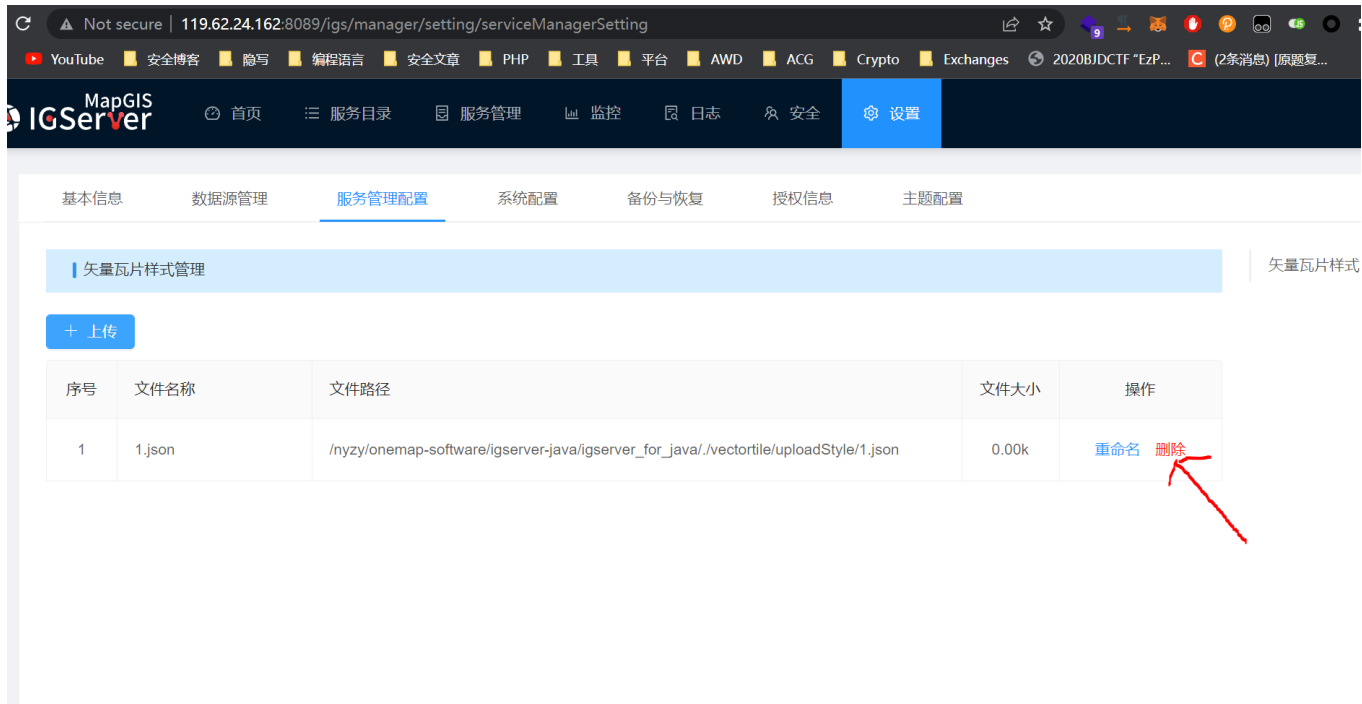 Not secure | 119.62.24.162:8089/igs/manager/setting/serviceManagerSetting
9
YouTube 安全博客 隐写 编程语言 安全文章 PHP 工具 平台 AWD ACG Crypto Exchanges 2020BJDCTF “EzP... C (2条消息) [原题复...
MapGIS
IGServer 首页 服务目录 服务管理 监控 日志 安全 设置
基本信息 数据源管理 服务管理配置 系统配置 备份与恢复 授权信息 主题配置
矢量瓦片样式管理 矢量瓦片样式
+ 上传
序号 文件名称 文件路径 文件大小 操作
1 1.json /nyzy/onemap-software/igserver-java/igserver_for_java/./vectortile/uploadStyle/1.json 0.00k 重命名 删除